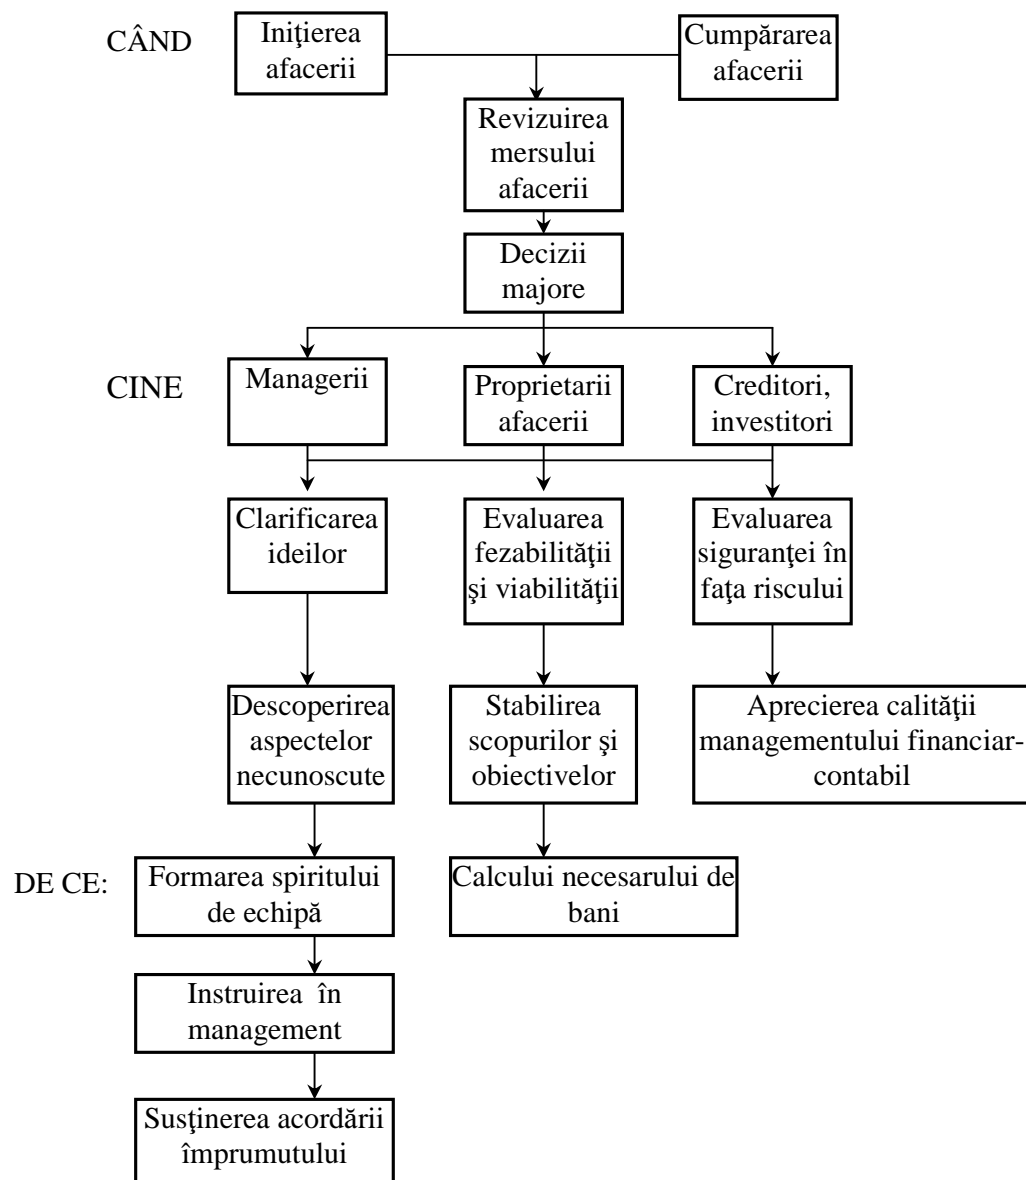 CÂND
Iniţierea
afacerii
Cumpărarea
afacerii
Revizuirea
mersului
afacerii
Decizii
majore
CINE
Managerii
Proprietarii
afacerii
Creditori,
investitori
Clarificarea
ideilor
Evaluarea
fezabilităţii
şi viabilităţii
Evaluarea
siguranţei în
faţa riscului
Descoperirea
aspectelor
necunoscute
Stabilirea
scopurilor şi
obiectivelor
Aprecierea calităţii
managementului financiar-
contabil
DE CE:
Formarea spiritului
de echipă
Calcului necesarului de
bani
Instruirea în
management
Susţinerea acordării
împrumutului